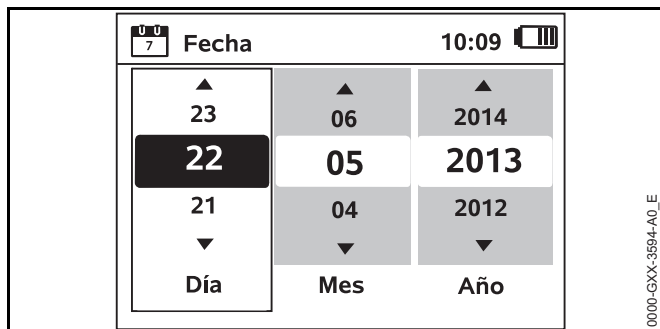 7 Fecha 10:09
23 06 2014
22 05 2013
21 04 2012
Día Mes Año
0000-GXX-3594-A0_E